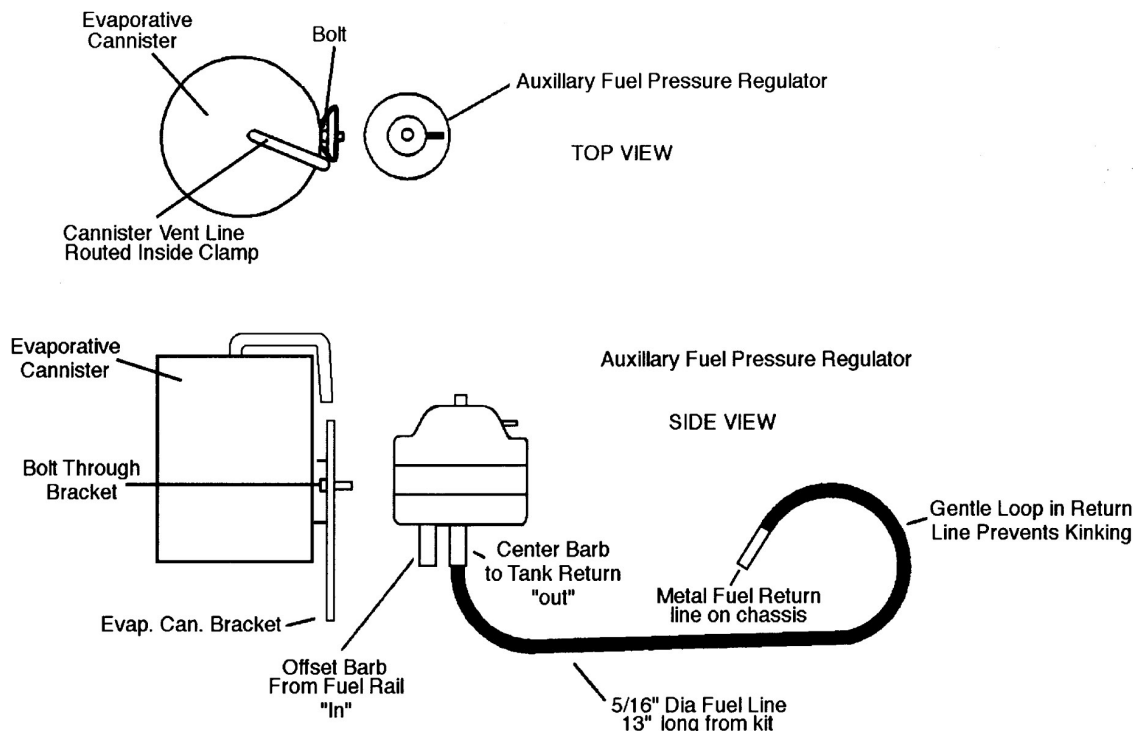 Evaporative
Cannister
Bolt
Auxillary Fuel Pressure Regulator
TOP VIEW
Cannister Vent Line
Routed Inside Clamp
Evaporative
Cannister
Auxillary Fuel Pressure Regulator
SIDE VIEW
Bolt Through
Bracket
Gentle Loop in Return
Line Prevents Kinking
Center Barb
to Tank Return
"out"
Metal Fuel Return
line on chassis
Evap. Can. Bracket
Offset Barb
From Fuel Rail
"In"
5/16" Dia Fuel Line
13" long from kit